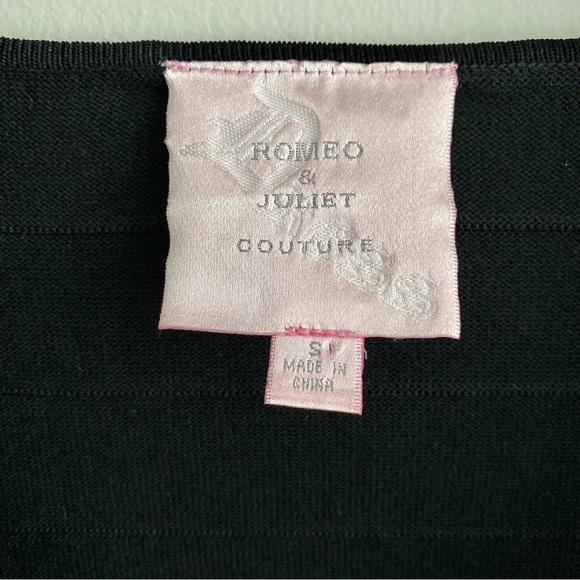 ROMEO
&
JULIET
COUTURE
S
MADE IN
CHINA